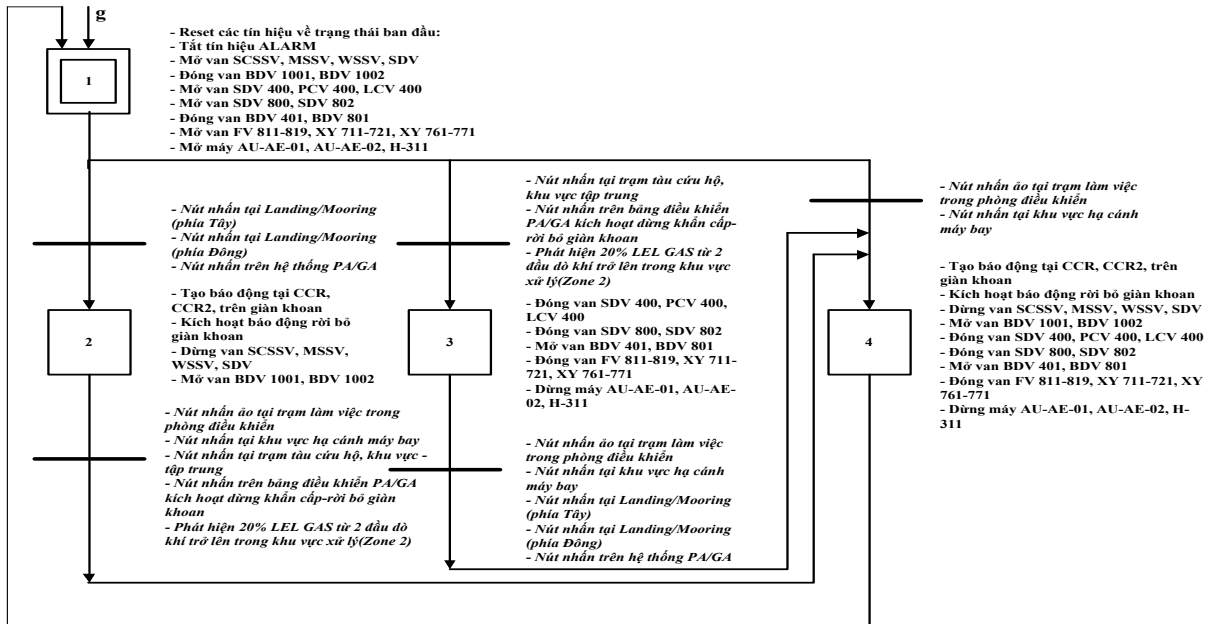 g
- Reset các tín hiệu về trạng thái ban đầu:
- Tắt tín hiệu ALARM
- Mở van SCSSV, MSSV, WSSV, SDV
- Đóng van BDV 1001, BDV 1002
- Mở van SDV 400, PCV 400, LCV 400
- Mở van SDV 800, SDV 802
- Đóng van BDV 401, BDV 801
- Mở van FV 811-819, XY 711-721, XY 761-771
- Mở máy AU-AE-01, AU-AE-02, H-311
1
- Nút nhấn tại Landing/Mooring
(phía Tây)
- Nút nhấn tại Landing/Mooring
(phía Đông)
- Nút nhấn trên hệ thống PA/GA
- Tạo báo động tại CCR,
CCR2, trên giàn khoan
- Kích hoạt báo động rời bỏ
giàn khoan
- Dừng van SCSSV, MSSV,
WSSV, SDV
- Mở van BDV 1001, BDV 1002
2
- Nút nhấn ảo tại trạm làm việc trong
phòng điều khiển
- Nút nhấn tại khu vực hạ cánh máy bay
- Nút nhấn tại trạm tàu cứu hộ, khu vực -
tập trung
- Nút nhấn trên bảng điều khiển PA/GA
kích hoạt dừng khẩn cấp-rời bỏ giàn
khoan
- Phát hiện 20% LEL GAS từ 2 đầu dò
khí trở lên trong khu vực xử lý(Zone 2)
- Nút nhấn tại trạm tàu cứu hộ,
khu vực tập trung
- Nút nhấn trên bảng điều khiển
PA/GA kích hoạt dừng khẩn cấp-
rời bỏ giàn khoan
- Phát hiện 20% LEL GAS từ 2
đầu dò khí trở lên trong khu vực
xử lý(Zone 2)
- Đóng van SDV 400, PCV 400,
LCV 400
- Đóng van SDV 800, SDV 802
- Mở van BDV 401, BDV 801
- Đóng van FV 811-819, XY 711-
721, XY 761-771
- Dừng máy AU-AE-01, AU-AE-
02, H-311
3
- Nút nhấn ảo tại trạm làm việc
trong phòng điều khiển
- Nút nhấn tại khu vực hạ cánh
máy bay
- Nút nhấn tại Landing/Mooring
(phía Tây)
- Nút nhấn tại Landing/Mooring
(phía Đông)
- Nút nhấn trên hệ thống PA/GA
- Nút nhấn ảo tại trạm làm việc
trong phòng điều khiển
- Nút nhấn tại khu vực hạ cánh
máy bay
- Tạo báo động tại CCR, CCR2, trên
giàn khoan
- Kích hoạt báo động rời bỏ giàn khoan
- Dừng van SCSSV, MSSV, WSSV, SDV
- Mở van BDV 1001, BDV 1002
- Đóng van SDV 400, PCV 400, LCV 400
- Đóng van SDV 800, SDV 802
- Mở van BDV 401, BDV 801
- Đóng van FV 811-819, XY 711-721, XY
761-771
- Dừng máy AU-AE-01, AU-AE-02, H-
311
4